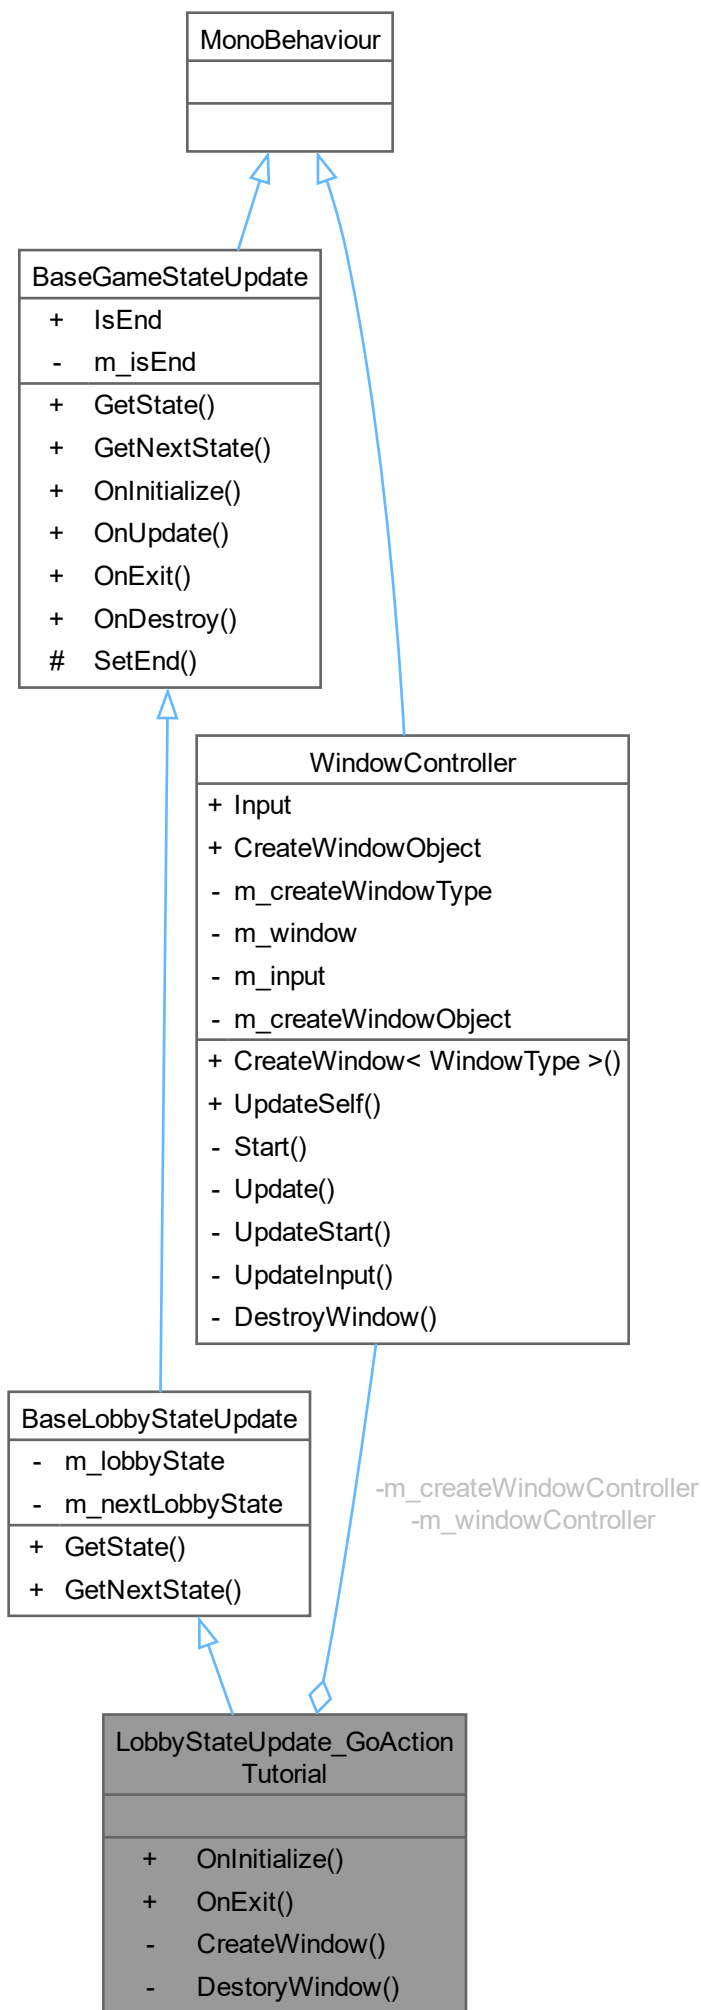 MonoBehaviour
BaseGameStateUpdate
+ IsEnd
- m_isEnd
+ GetState()
+ GetNextState()
+ OnInitialize()
+ OnUpdate()
+ OnExit()
+ OnDestroy()
# SetEnd()
WindowController
+ Input
+ CreateWindowObject
- m_createWindowType
- m_window
- m_input
- m_createWindowObject
+ CreateWindow< WindowType >()
+ UpdateSelf()
- Start()
- Update()
- UpdateStart()
- UpdateInput()
- DestroyWindow()
BaseLobbyStateUpdate
- m_lobbyState
- m_nextLobbyState
+ GetState()
+ GetNextState()
-m_createWindowController
-m_windowController
LobbyStateUpdate_GoAction
Tutorial
+ OnInitialize()
+ OnExit()
- CreateWindow()
- DestoryWindow()